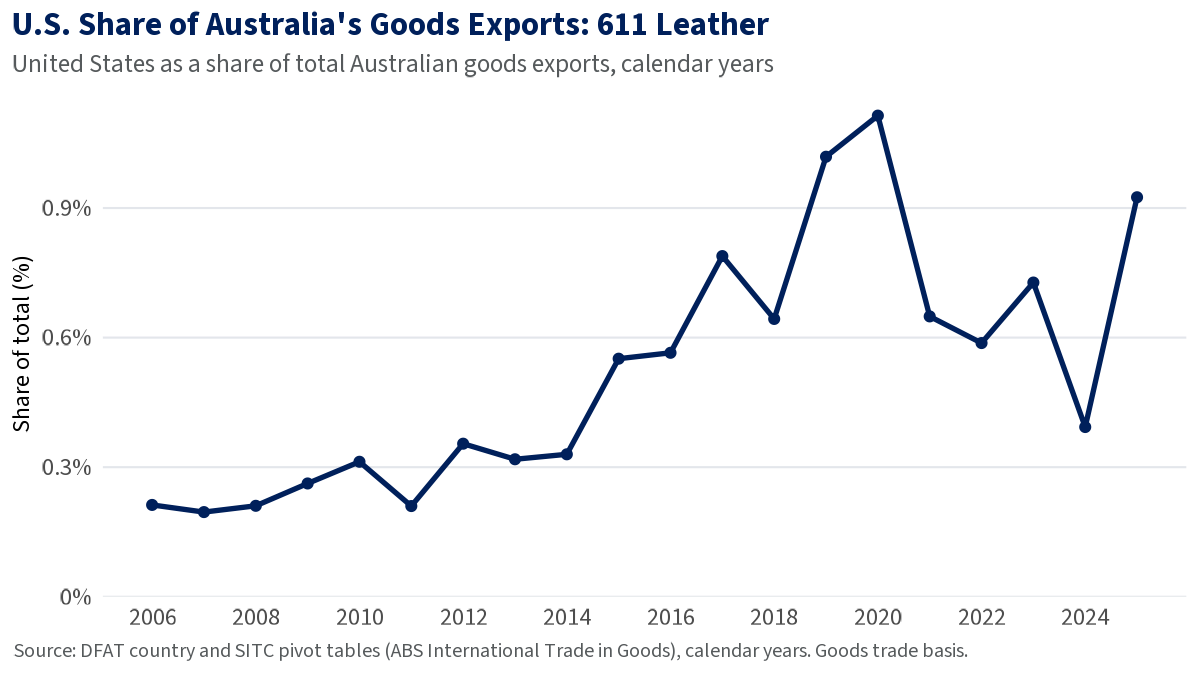 U.S. Share of Australia's Goods Exports: 611 Leather
United States as a share of total Australian goods exports, calendar years
Share of total (%)
0.9%
0.6%
0.3%
0%
2006 2008 2010 2012 2014 2016 2018 2020 2022 2024
Source: DFAT country and SITC pivot tables (ABS International Trade in Goods), calendar years. Goods trade basis.